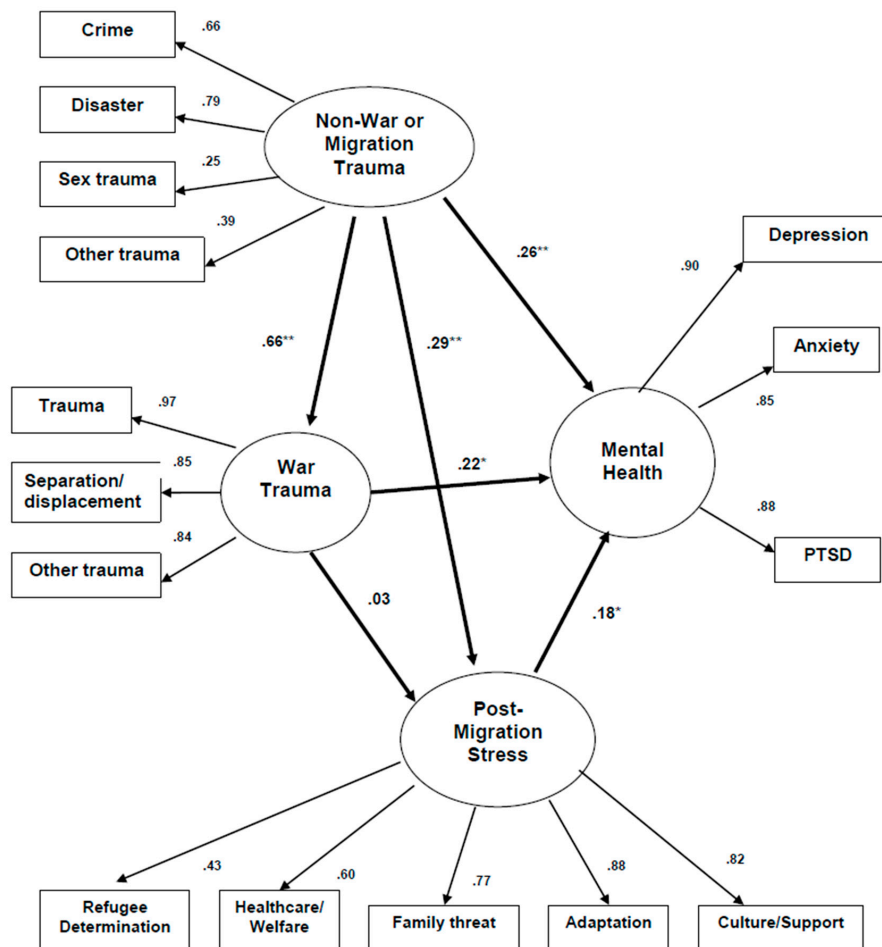 Crime
.66
Disaster
.79
Non-War or
Migration
Trauma
Sex trauma
.25
Other trauma
.39
Depression
.90
.26**
.66**
.29**
Anxiety
.85
Trauma
.97
War
Trauma
Separation/
displacement
.85
.22*
Mental
Health
Other trauma
.84
.88
PTSD
.03
.18*
Post-
Migration
Stress
.43
.60
.77
.88
.82
Refugee
Determination
Healthcare/
Welfare
Family threat
Adaptation
Culture/Support